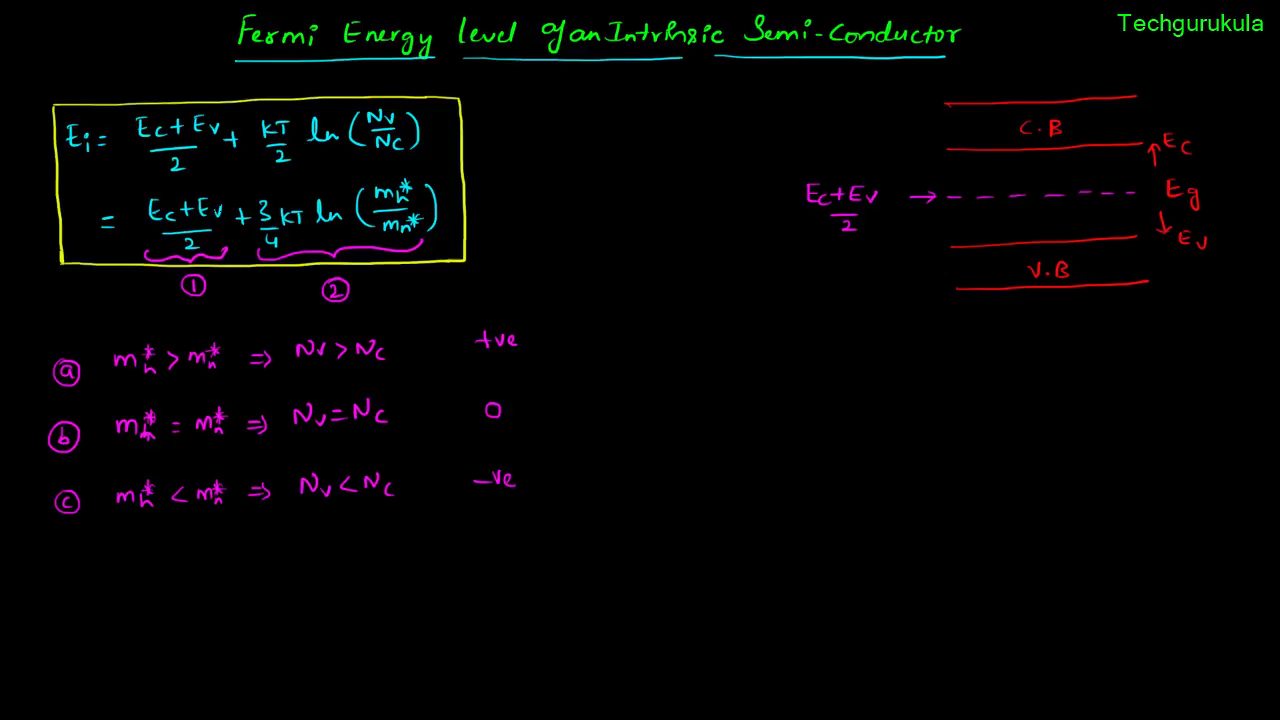 Techgurukula
Fermi Energy level of an Intrinsic Semi-Conductor
Ei = Ec + Ev / 2 + KT / 2 ln (Nv / Nc)
= Ec + Ev / 2 + 3 / 4 KT ln (mh* / mn*)
① ②
C.B
Ec
Ec + Ev / 2 → Eg
Ev
V.B
ⓐ mh* > mn* ⇒ Nv > Nc +ve
ⓑ mh* = mn* ⇒ Nv = Nc 0
ⓒ mh* < mn* ⇒ Nv < Nc -ve